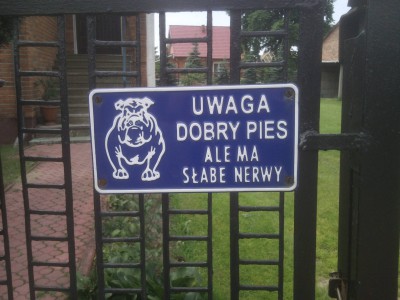 UWAGA
DOBRY PIES
ALE MA
SŁABE NERWY